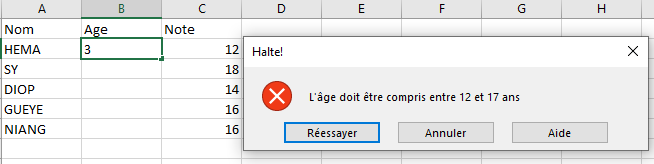 A B C D E F G H
Nom Age Note
HEMA 3 12
SY 18
DIOP 14
GUEYE 16
NIANG 16
Halte!
L'âge doit être compris entre 12 et 17 ans
Réessayer Annuler Aide